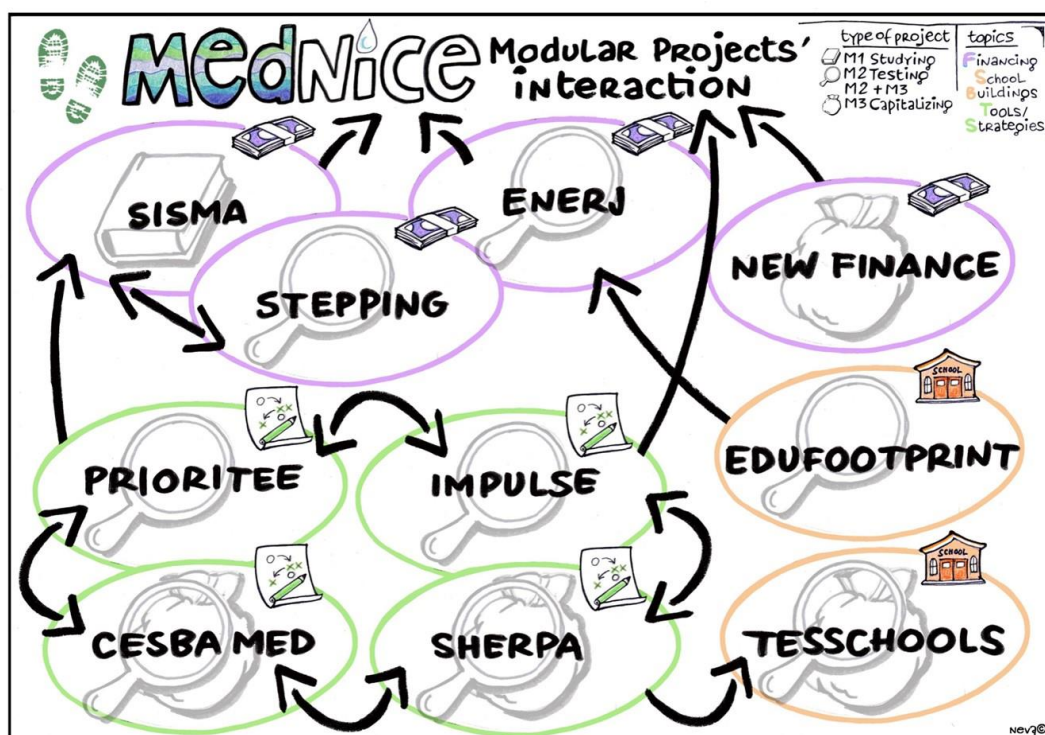 MEDNICE Modular Projects'
interaction
type of project
M1 Studying
M2 Testing
M2 + M3
M3 Capitalizing
topics
Financing
School
Buildings
Tools/
Strategies
SISMA
ENERJ
STEPPING
NEW FINANCE
PRIORITEE
IMPULSE
SCHOOL
EDUFOOTPRINT
CESBA MED
SHERPA
SCHOOL
TESSCHOOLS
Neva©